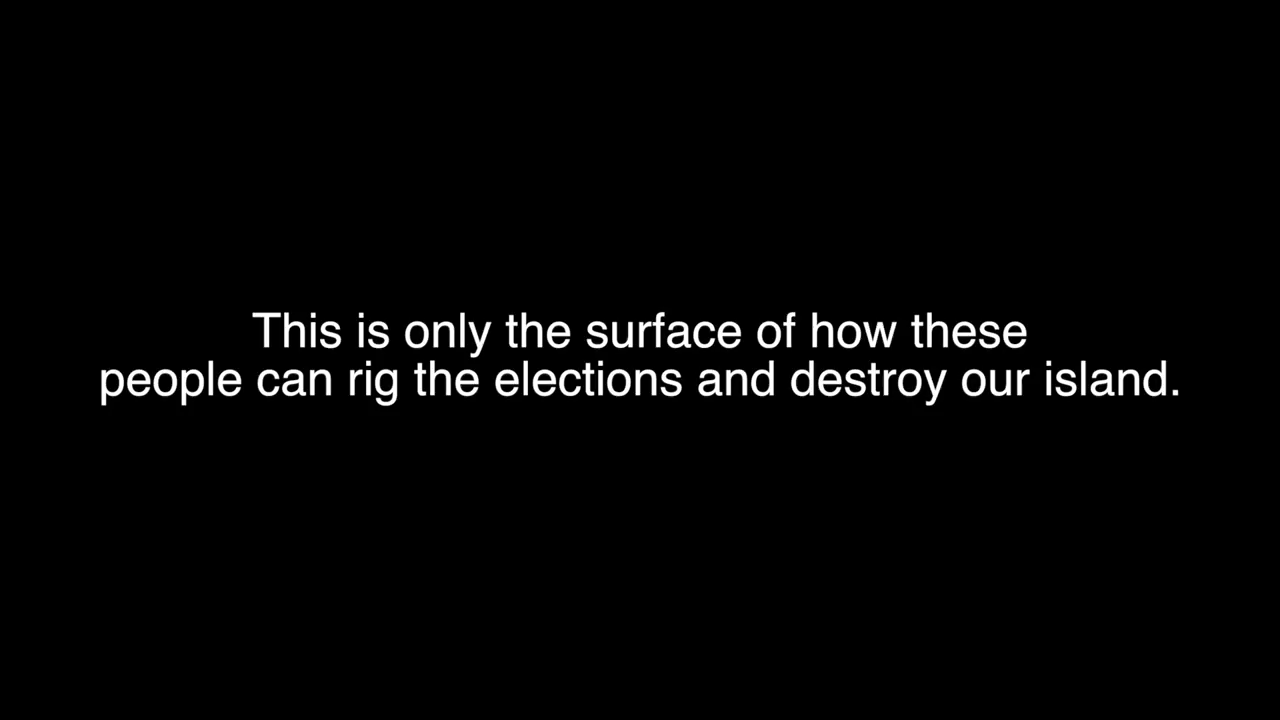 This is only the surface of how these
people can rig the elections and destroy our island.